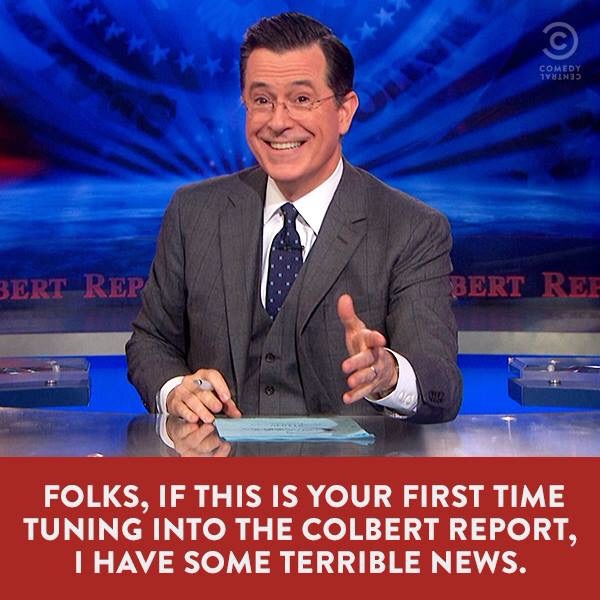 COMEDY
CENTRAL
BERT REP
BERT REP
FOLKS, IF THIS IS YOUR FIRST TIME
TUNING INTO THE COLBERT REPORT,
I HAVE SOME TERRIBLE NEWS.